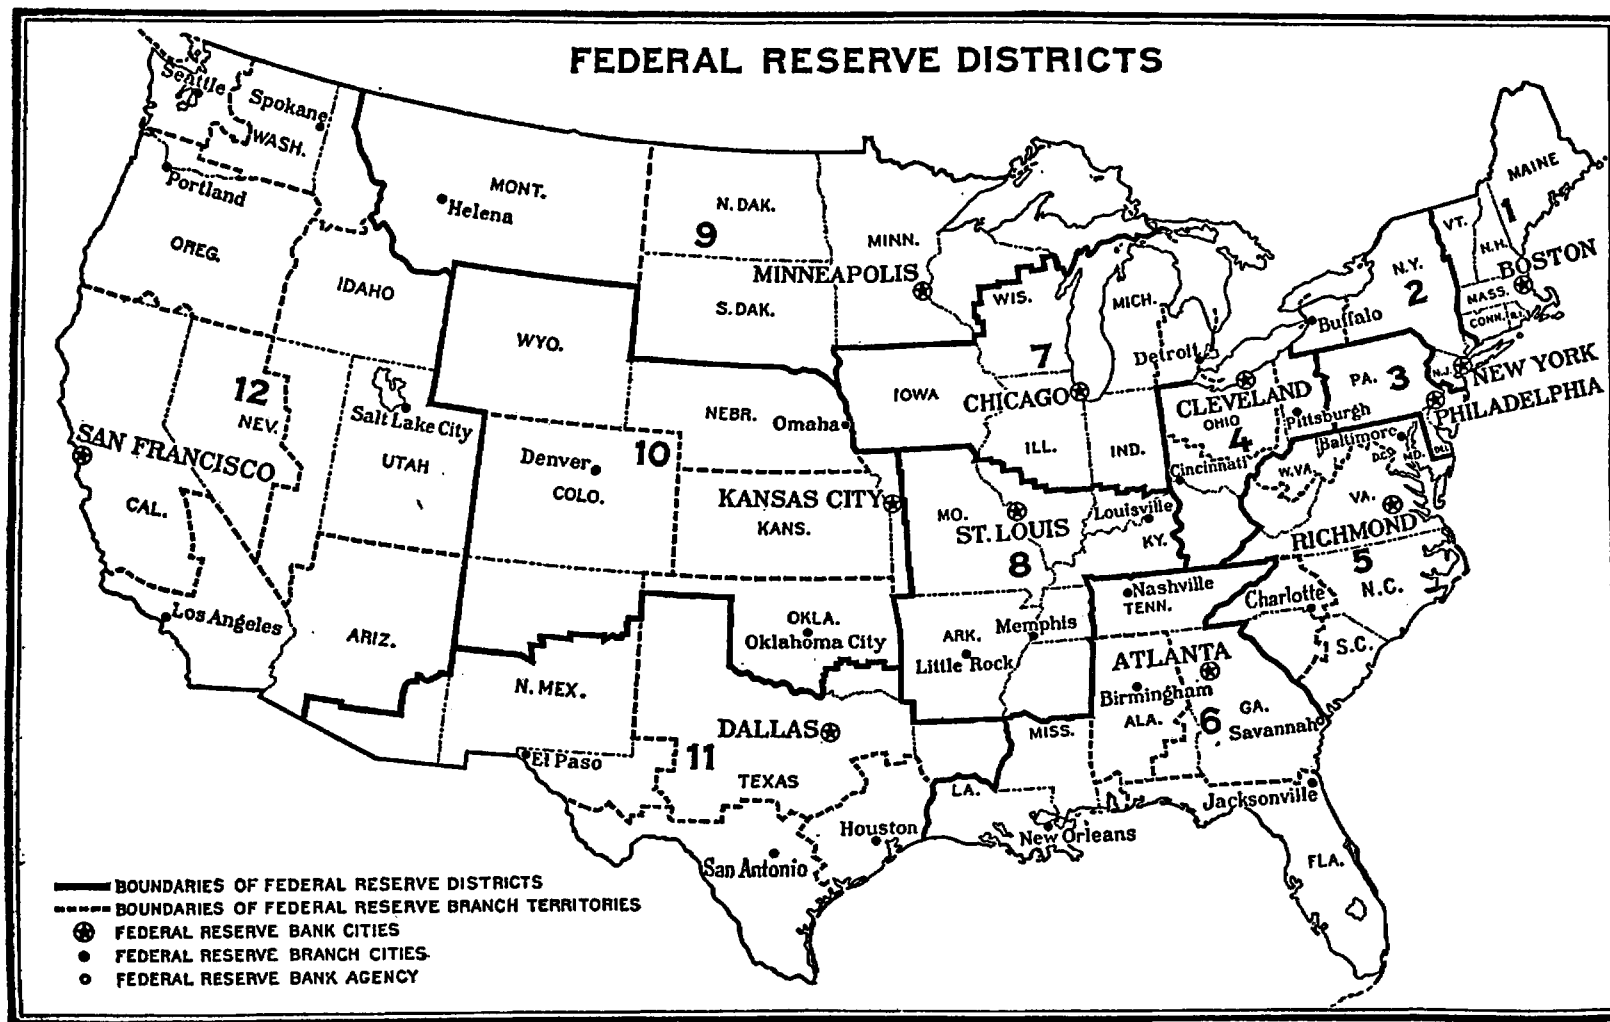 FEDERAL RESERVE DISTRICTS
Seattle
Spokane
WASH.
Portland
OREG.
IDAHO
MONT.
Helena
N. DAK.
9
S. DAK.
MINN.
MINNEAPOLIS
WIS.
MICH.
7
Detroit
CHICAGO
IOWA
ILL.
IND.
MAINE
VT.
1
N.H.
BOSTON
MASS.
CONN.
R.I.
N.Y.
2
Buffalo
NEW YORK
N.J.
PA.
3
PHILADELPHIA
CLEVELAND
OHIO
4
Pittsburgh
Cincinnati
Baltimore
MD.
D.C.
DEL.
W.VA.
VA.
RICHMOND
5
N.C.
Charlotte
S.C.
WYO.
NEBR.
Omaha
10
Denver
COLO.
KANSAS CITY
KANS.
12
NEV.
Salt Lake City
UTAH
SAN FRANCISCO
CAL.
Los Angeles
ARIZ.
N. MEX.
OKLA.
Oklahoma City
MO.
ST. LOUIS
8
Louisville
KY.
Nashville
TENN.
ARK.
Memphis
Little Rock
ATLANTA
Birmingham
ALA.
6
GA.
Savannah
MISS.
DALLAS
11
TEXAS
El Paso
LA.
Houston
San Antonio
New Orleans
Jacksonville
FLA.
BOUNDARIES OF FEDERAL RESERVE DISTRICTS
BOUNDARIES OF FEDERAL RESERVE BRANCH TERRITORIES
FEDERAL RESERVE BANK CITIES
FEDERAL RESERVE BRANCH CITIES
FEDERAL RESERVE BANK AGENCY